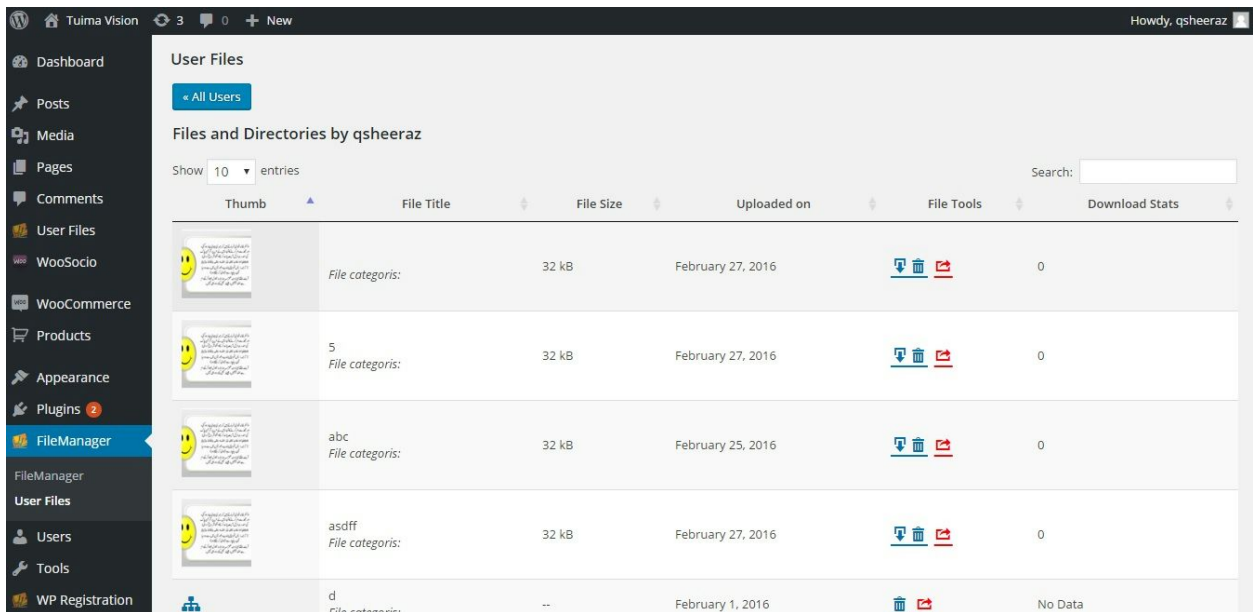 Tuima Vision 3 0 + New Howdy, qsheeraz
Dashboard
Posts
Media
Pages
Comments
User Files
WooSocio
WooCommerce
Products
Appearance
Plugins 2
FileManager
FileManager
User Files
Users
Tools
WP Registration
User Files
« All Users
Files and Directories by qsheeraz
Show 10 entries Search:
Thumb File Title File Size Uploaded on File Tools Download Stats
File categoris: 32 kB February 27, 2016 0
5
File categoris: 32 kB February 27, 2016 0
abc
File categoris: 32 kB February 25, 2016 0
asdff
File categoris: 32 kB February 27, 2016 0
d
File categoris: -- February 1, 2016 No Data